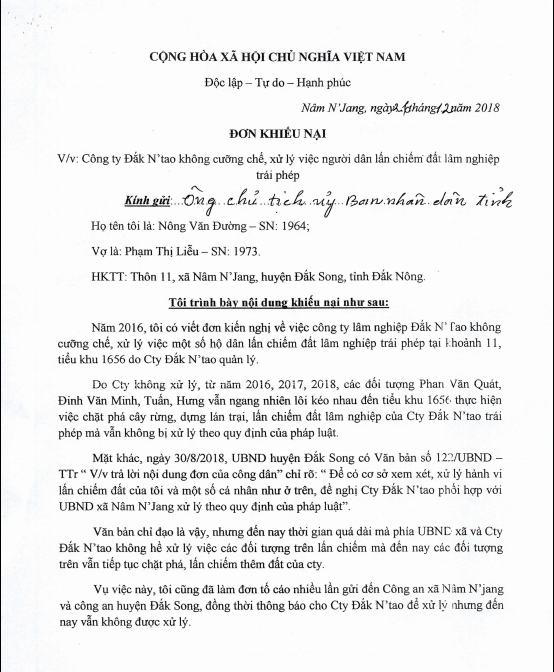 CỘNG HÒA XÃ HỘI CHỦ NGHĨA VIỆT NAM
Độc lập – Tự do – Hạnh phúc
Nâm N'Jang, ngày tháng 12 năm 2018
ĐƠN KHIẾU NẠI
V/v: Công ty Đắk N'tao không cưỡng chế, xử lý việc người dân lấn chiếm đất lâm nghiệp
trái phép
Kính gửi: Ông chủ tịch ủy Ban nhân dân tỉnh
Họ tên tôi là: Nông Văn Đường – SN: 1964;
Vợ là: Phạm Thị Liễu – SN: 1973.
HKTT: Thôn 11, xã Nâm N'Jang, huyện Đắk Song, tỉnh Đắk Nông.
Tôi trình bày nội dung khiếu nại như sau:
Năm 2016, tôi có viết đơn kiến nghị về việc công ty lâm nghiệp Đắk N'Tao không
cưỡng chế, xử lý việc một số hộ dân lấn chiếm đất lâm nghiệp trái phép tại khoảnh 11,
tiểu khu 1656 do Cty Đắk N'tao quản lý.
Do Cty không xử lý, từ năm 2016, 2017, 2018, các đối tượng Phan Văn Quát,
Đinh Văn Minh, Tuấn, Hưng vẫn ngang nhiên lôi kéo nhau đến tiểu khu 1656 thực hiện
việc chặt phá cây rừng, dựng lán trại, lấn chiếm đất lâm nghiệp của Cty Đắk N'tao trái
phép mà vẫn không bị xử lý theo quy định của pháp luật.
Mặt khác, ngày 30/8/2018, UBND huyện Đắk Song có Văn bản số 122/UBND –
TTr “ V/v trả lời nội dung đơn của công dân” chỉ rõ: “ Để có cơ sở xem xét, xử lý hành vi
lấn chiếm đất của tôi và một số cá nhân như ở trên, đề nghị Cty Đắk N'tao phối hợp với
UBND xã Nâm N'Jang xử lý theo quy định của pháp luật”.
Văn bản chỉ đạo là vậy, nhưng đến nay thời gian quá dài mà phía UBND xã và Cty
Đắk N'tao không hề xử lý việc các đối tượng trên lấn chiếm mà đến nay các đối tượng
trên vẫn tiếp tục chặt phá, lấn chiếm thêm đất của cty.
Vụ việc này, tôi cũng đã làm đơn tố cáo nhiều lần gửi đến Công an xã Nâm N'jang
và công an huyện Đắk Song, đồng thời thông báo cho Cty Đắk N'tao để xử lý nhưng đến
nay vẫn không được xử lý.